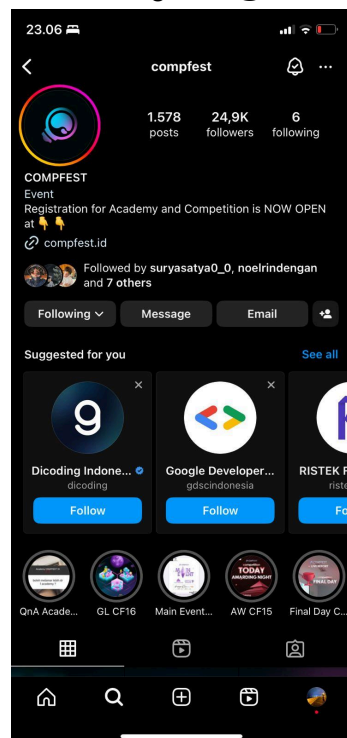 23.06
compfest
1.578 24,9K 6
posts followers following
COMPFEST
Event
Registration for Academy and Competition is NOW OPEN
at 👇👇
compfest.id
Followed by suryasatya0_0, noelrindengan
and 7 others
Following Message Email
Suggested for you See all
Dicoding Indone... Google Developer... RISTEK F
dicoding gdscindonesia riste
Follow Follow Fo
TODAY
AWARDING NIGHT
FINAL DAY
QnA Acade... GL CF16 Main Event... AW CF15 Final Day C...